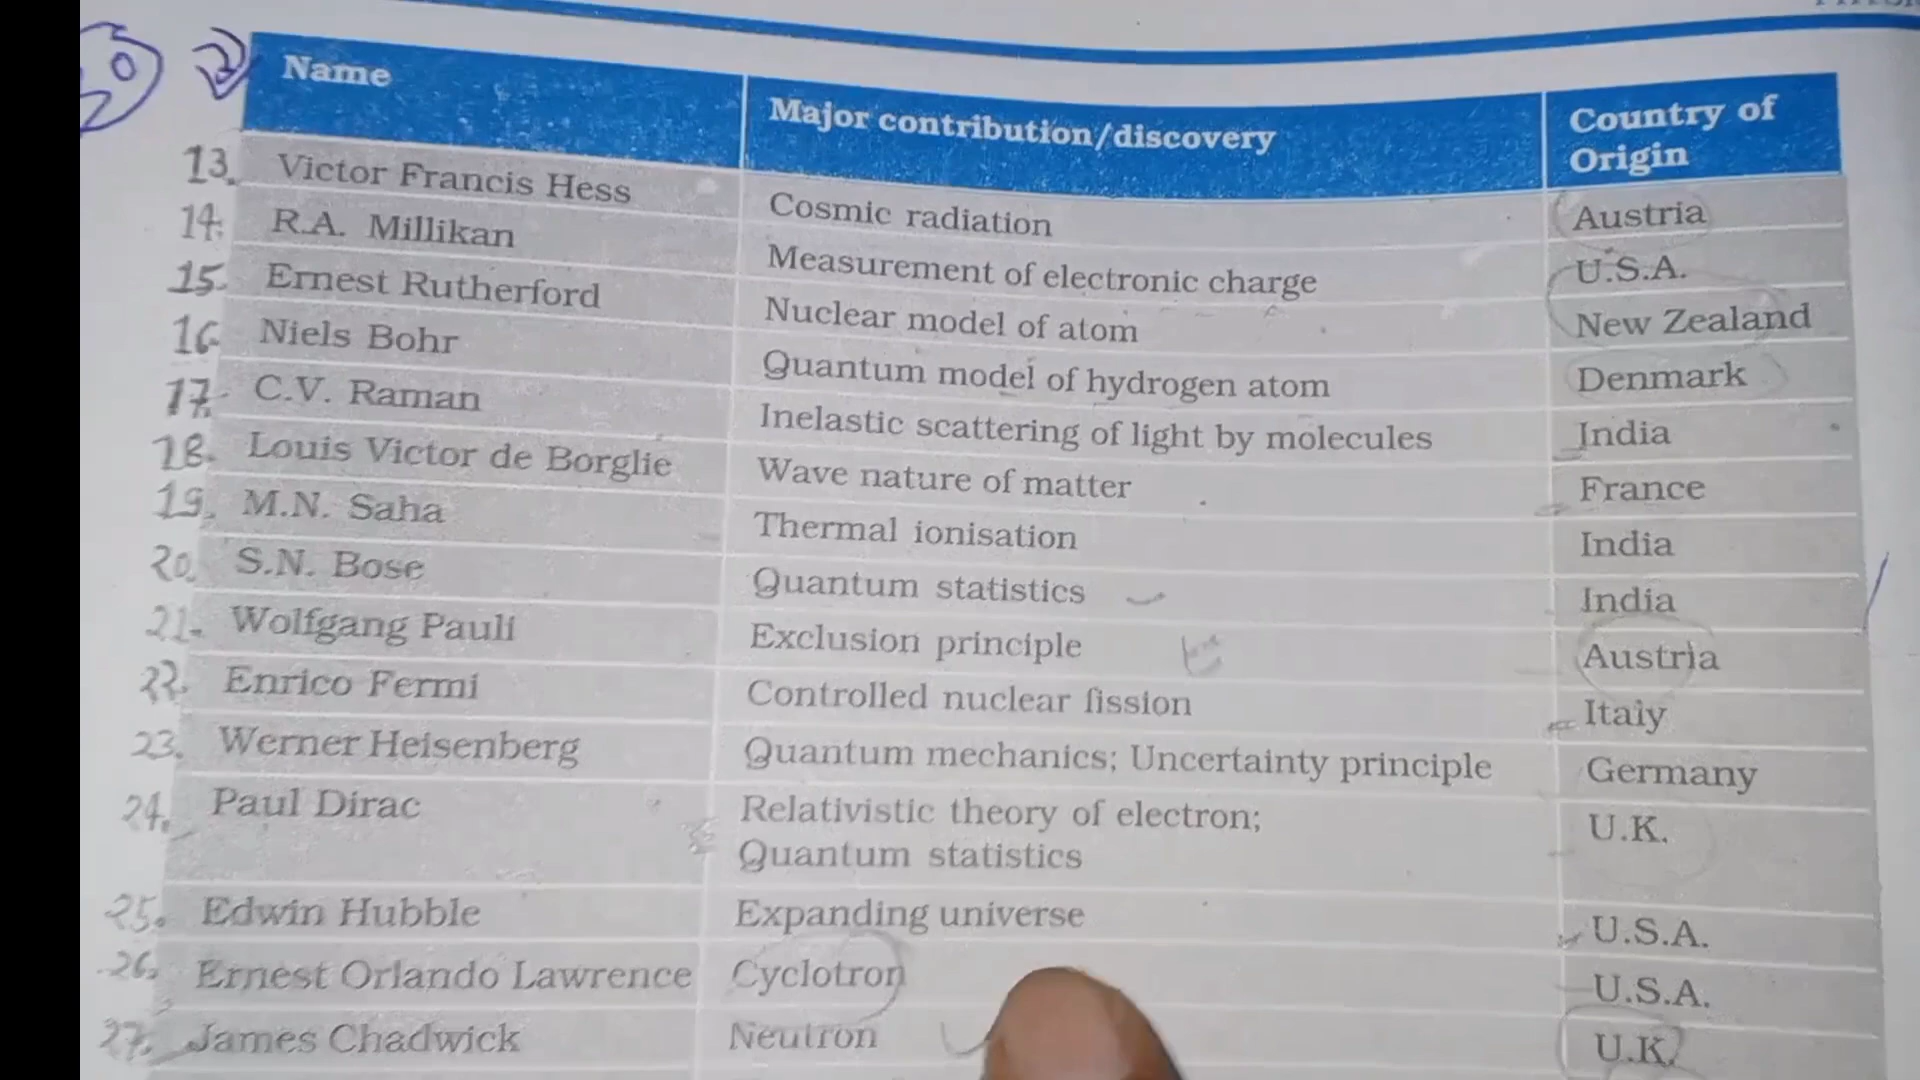 Name Major contribution/discovery Country of
Origin
13. Victor Francis Hess Cosmic radiation Austria
14. R.A. Millikan Measurement of electronic charge U.S.A.
15. Ernest Rutherford Nuclear model of atom New Zealand
16. Niels Bohr Quantum model of hydrogen atom Denmark
17. C.V. Raman Inelastic scattering of light by molecules India
18. Louis Victor de Borglie Wave nature of matter France
19. M.N. Saha Thermal ionisation India
20. S.N. Bose Quantum statistics India
21. Wolfgang Pauli Exclusion principle Austria
22. Enrico Fermi Controlled nuclear fission Italy
23. Werner Heisenberg Quantum mechanics; Uncertainty principle Germany
24. Paul Dirac Relativistic theory of electron; U.K.
Quantum statistics
25. Edwin Hubble Expanding universe U.S.A.
26. Ernest Orlando Lawrence Cyclotron U.S.A.
27. James Chadwick Neutron U.K.